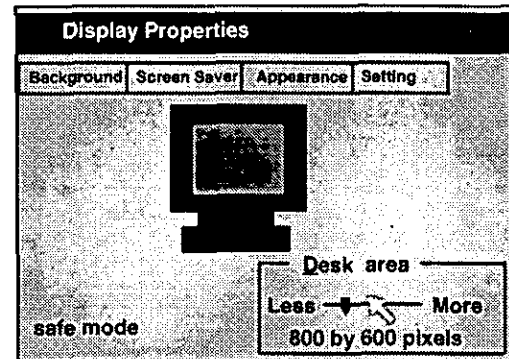 Display Properties
Background Screen Saver Appearance Setting
Desk area
Less More
safe mode
800 by 600 pixels